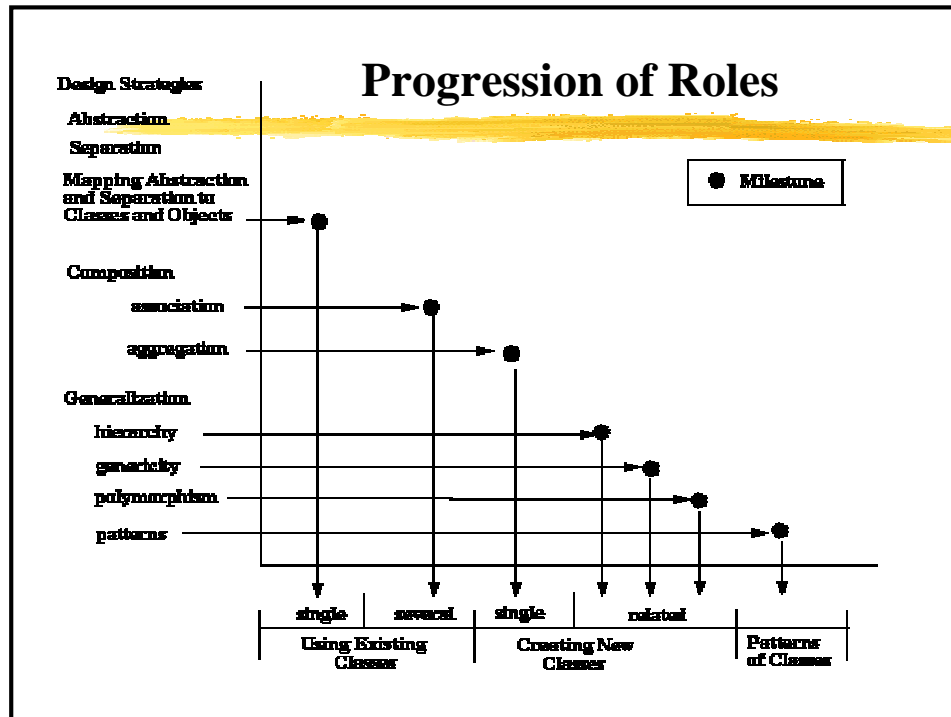 Progression of Roles
Design Strategies
Abstraction
Separation
Mapping Abstraction
and Separation to
Classes and Objects
Milestone
Composition
association
aggregation
Generalization
hierarchy
genericity
polymorphism
patterns
single
several
single
related
Using Existing
Classes
Creating New
Classes
Patterns
of Classes